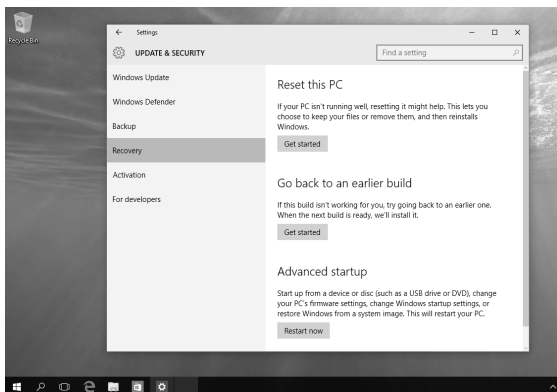 Recycle Bin
Settings
UPDATE & SECURITY
Find a setting
Windows Update
Windows Defender
Backup
Recovery
Activation
For developers
Reset this PC
If your PC isn't running well, resetting it might help. This lets you
choose to keep your files or remove them, and then reinstalls
Windows.
Get started
Go back to an earlier build
If this build isn't working for you, try going back to an earlier one.
When the next build is ready, we'll install it.
Get started
Advanced startup
Start up from a device or disc (such as a USB drive or DVD), change
your PC's firmware settings, change Windows startup settings, or
restore Windows from a system image. This will restart your PC.
Restart now